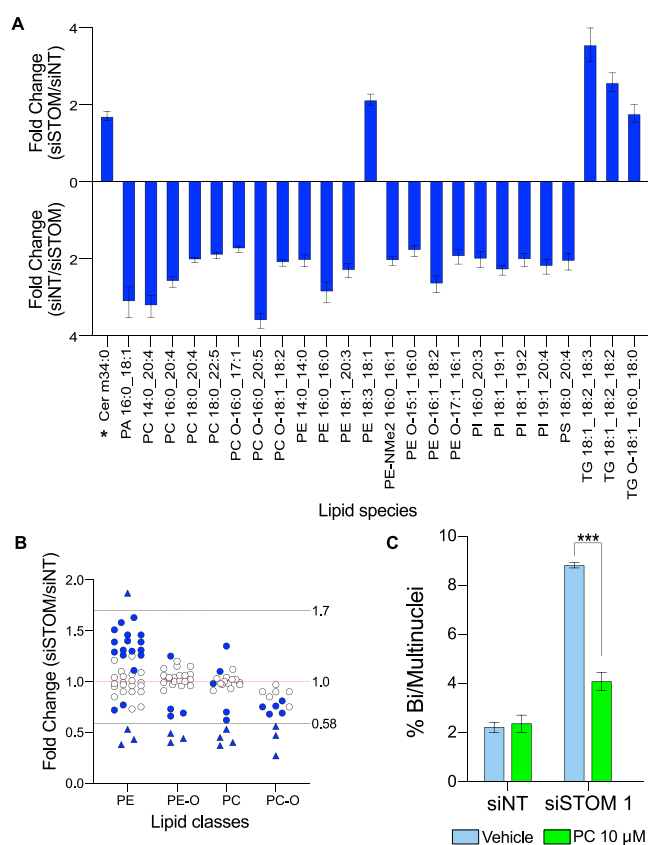 A
Fold Change
(siSTOM/siNT)
Fold Change
(siNT/siSTOM)
4
2
0
2
4
* Cer m34:0
PA 16:0_18:1
PC 14:0_20:4
PC 16:0_20:4
PC 18:0_20:4
PC 18:0_22:5
PC O-16:0_17:1
PC O-16:0_20:5
PC O-18:1_18:2
PE 14:0_14:0
PE 16:0_16:0
PE 18:1_20:3
PE 18:3_18:1
PE-NMe2 16:0_16:1
PE O-15:1_16:0
PE O-16:1_18:2
PE O-17:1_16:1
PI 16:0_20:3
PI 18:1_19:1
PI 18:1_19:2
PI 19:1_20:4
PS 18:0_20:4
TG 18:1_18:2_18:3
TG 18:1_18:2_18:2
TG O-18:1_16:0_18:0
Lipid species
B
Fold Change (siSTOM/siNT)
2.0
1.5
1.0
0.5
0.0
1.7
1.0
0.58
PE PE-O PC PC-O
Lipid classes
C
% Bi/Multinuclei
10
8
6
4
2
0
***
siNT siSTOM 1
Vehicle PC 10 µM